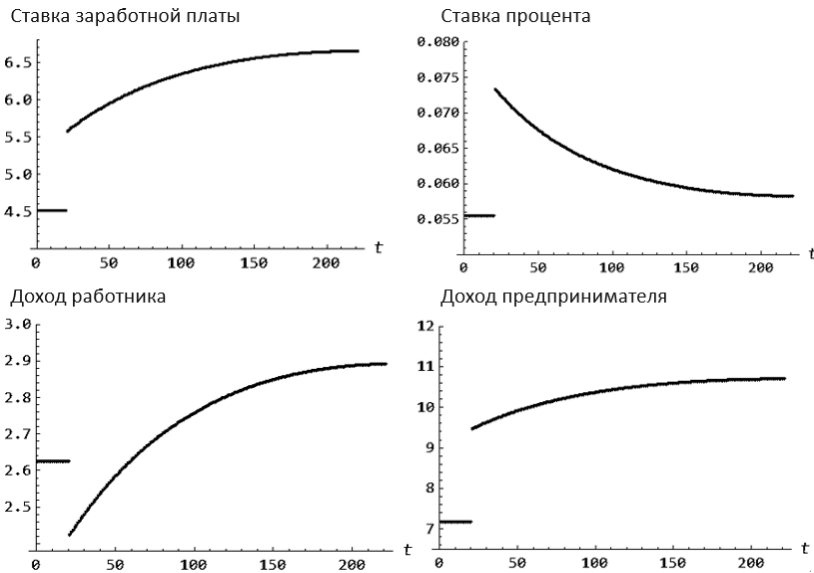 Ставка заработной платы
6.5
6.0
5.5
5.0
4.5
0 50 100 150 200 t
Ставка процента
0.080
0.075
0.070
0.065
0.060
0.055
0 50 100 150 200 t
Доход работника
3.0
2.9
2.8
2.7
2.6
2.5
0 50 100 150 200 t
Доход предпринимателя
12
11
10
9
8
7
0 50 100 150 200 t